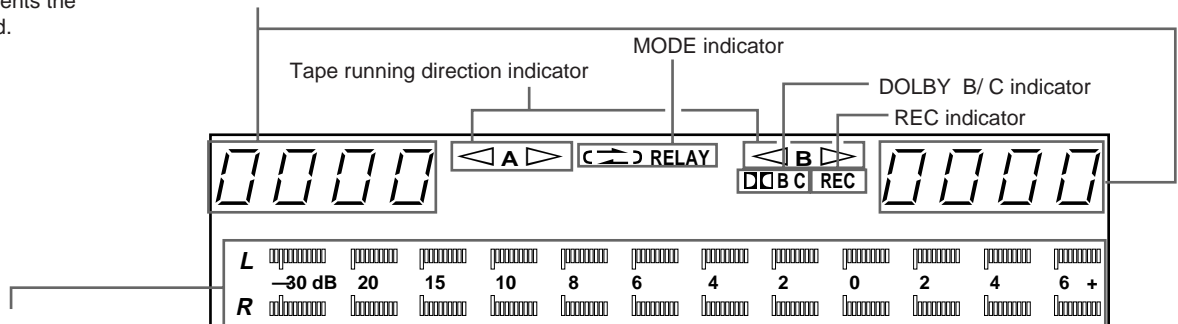 ents the
d.
MODE indicator
Tape running direction indicator
DOLBY B/ C indicator
REC indicator
0000 A RELAY B 0000
B C REC
L
—30 dB 20 15 10 8 6 4 2 0 2 4 6 +
R